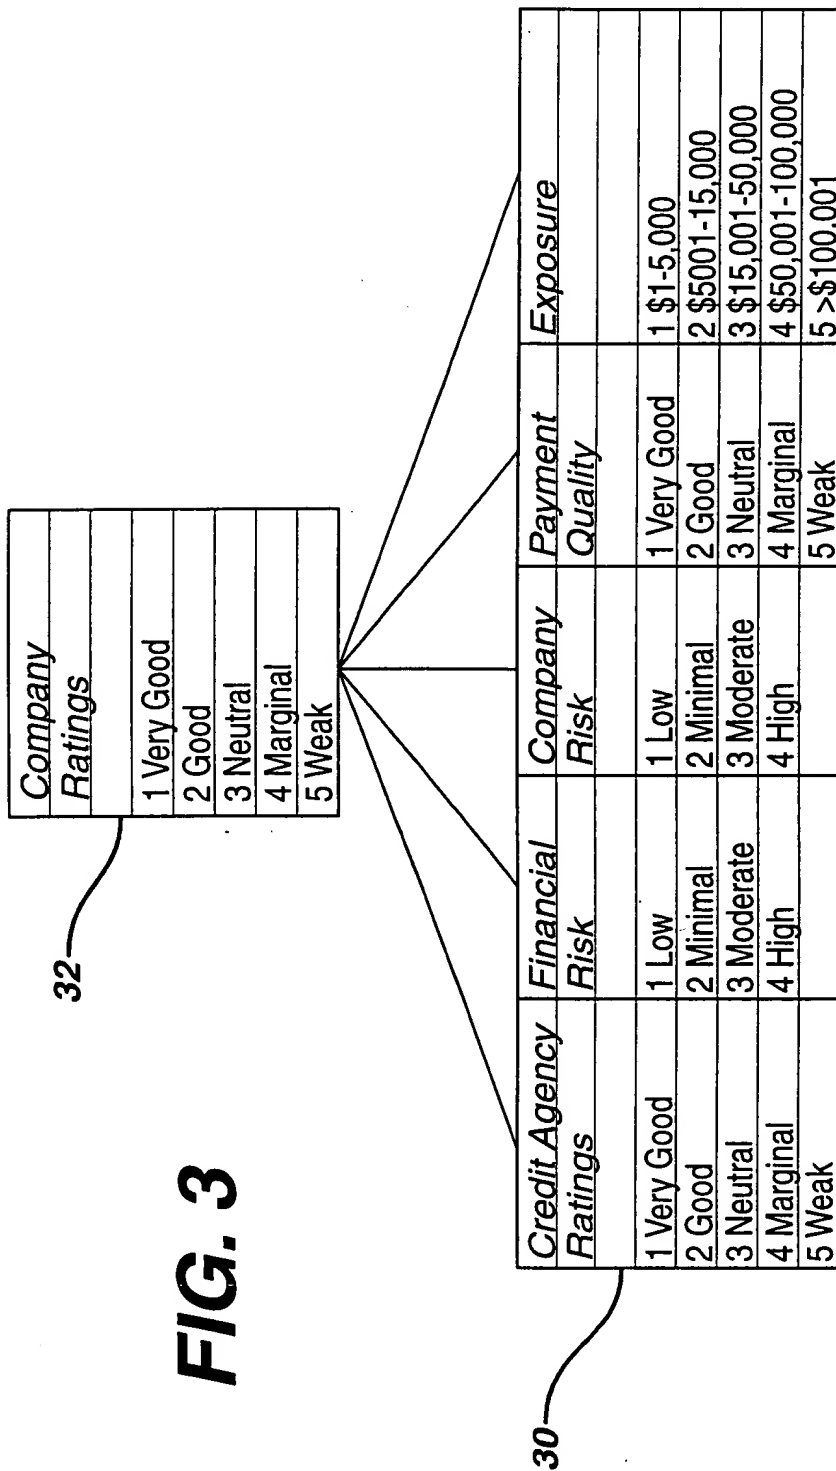 FIG. 3
32
Company
Ratings
1 Very Good
2 Good
3 Neutral
4 Marginal
5 Weak
30
Credit Agency Financial Company Payment Exposure
Ratings Risk Risk Quality
1 Very Good 1 Low 1 Low 1 Very Good 1 $1-5,000
2 Good 2 Minimal 2 Minimal 2 Good 2 $5001-15,000
3 Neutral 3 Moderate 3 Moderate 3 Neutral 3 $15,001-50,000
4 Marginal 4 High 4 High 4 Marginal 4 $50,001-100,000
5 Weak 5 Weak 5 >$100,001